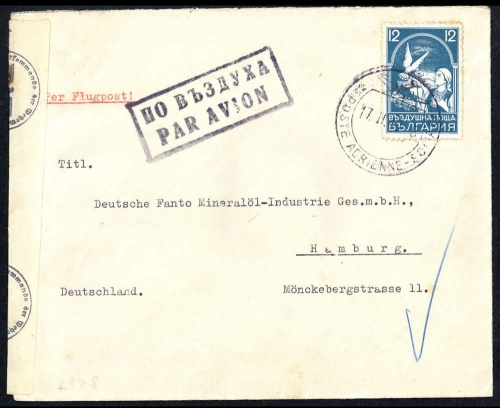 12 12
ВЪЗДУШНА ПОЩА
БЪЛГАРИЯ
Per Flugpost!
ПО ВЪЗДУХА
PAR AVION
POSTE AERIENNE-
Titl.
Deutsche Fanto Mineralöl-Industrie Ges.m.b.H.,
Hamburg.
Deutschland. Mönckebergstrasse 11.